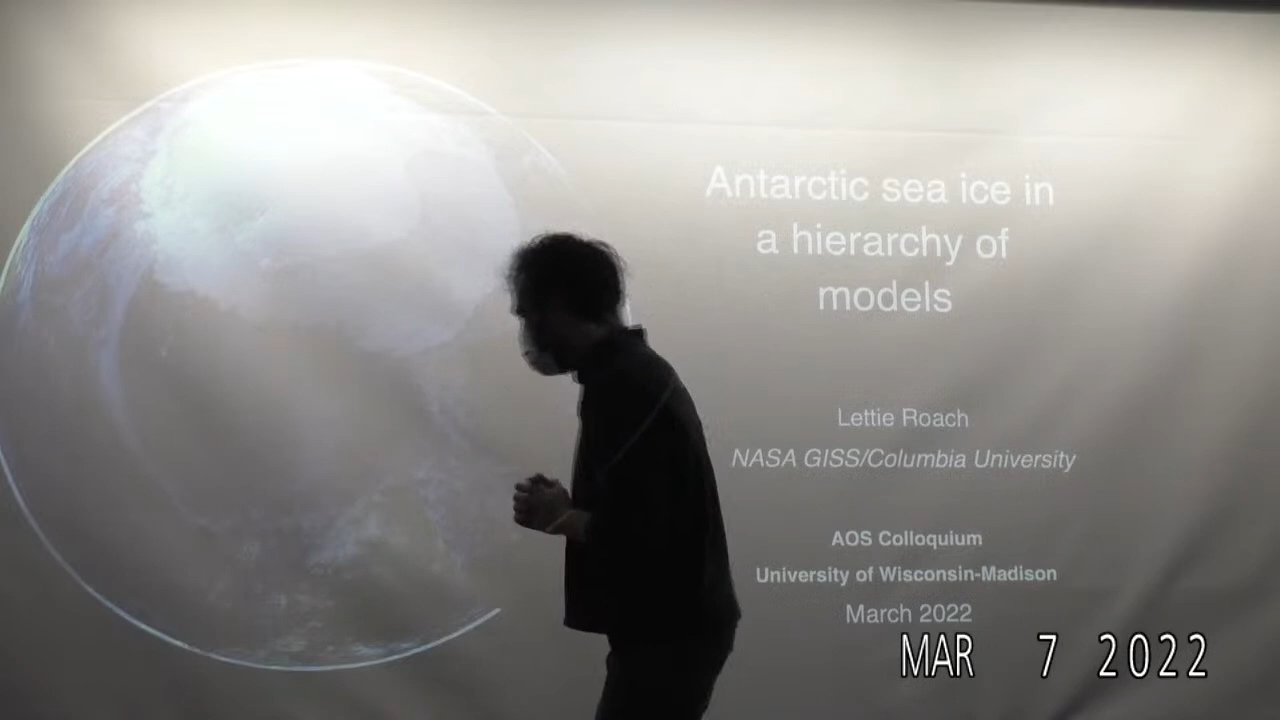 Antarctic sea ice in
a hierarchy of
models
Lettie Roach
NASA GISS/Columbia University
AOS Colloquium
University of Wisconsin-Madison
March 2022
MAR 7 2022